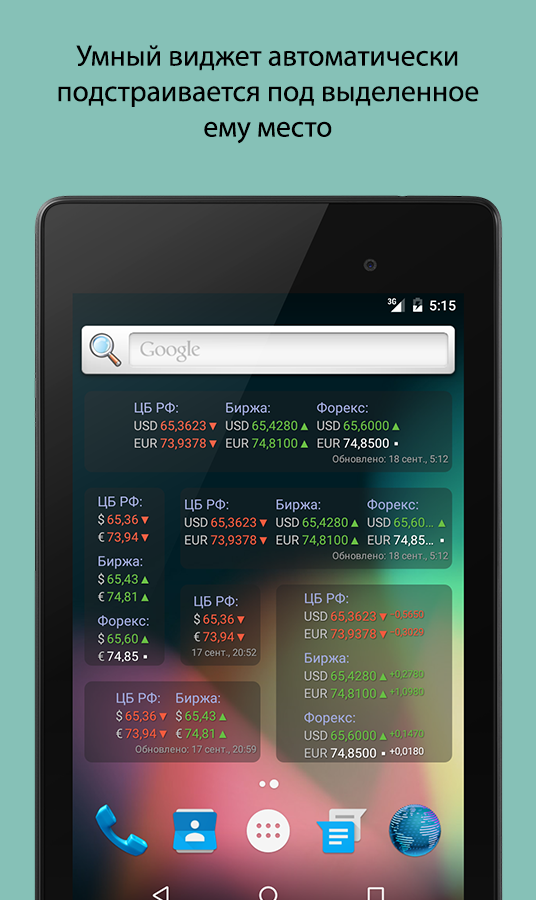 Умный виджет автоматически
подстраивается под выделенное
ему место
3G 5:15
Google
ЦБ РФ: Биржа: Форекс:
USD 65,3623▼ USD 65,4280▲ USD 65,6000▲
EUR 73,9378▼ EUR 74,8100▲ EUR 74,8500▪
Обновлено: 18 сент., 5:12
ЦБ РФ:
$ 65,36▼
€ 73,94▼
Биржа:
$ 65,43▲
€ 74,81▲
Форекс:
$ 65,60▲
€ 74,85▪
ЦБ РФ: Биржа: Форекс:
USD 65,3623▼ USD 65,4280▲ USD 65,60…▲
EUR 73,9378▼ EUR 74,8100▲ EUR 74,85…▪
Обновлено: 18 сент., 5:12
ЦБ РФ:
$ 65,36▼
€ 73,94▼
17 сент., 20:52
ЦБ РФ:
USD 65,3623▼-0,5650
EUR 73,9378▼-0,3029
Биржа:
USD 65,4280▲+0,2780
EUR 74,8100▲+1,0980
Форекс:
USD 65,6000▲+0,1470
EUR 74,8500▪+0,0180
ЦБ РФ: Биржа:
$ 65,36▼ $ 65,43▲
€ 73,94▼ € 74,81▲
Обновлено: 17 сент., 20:59